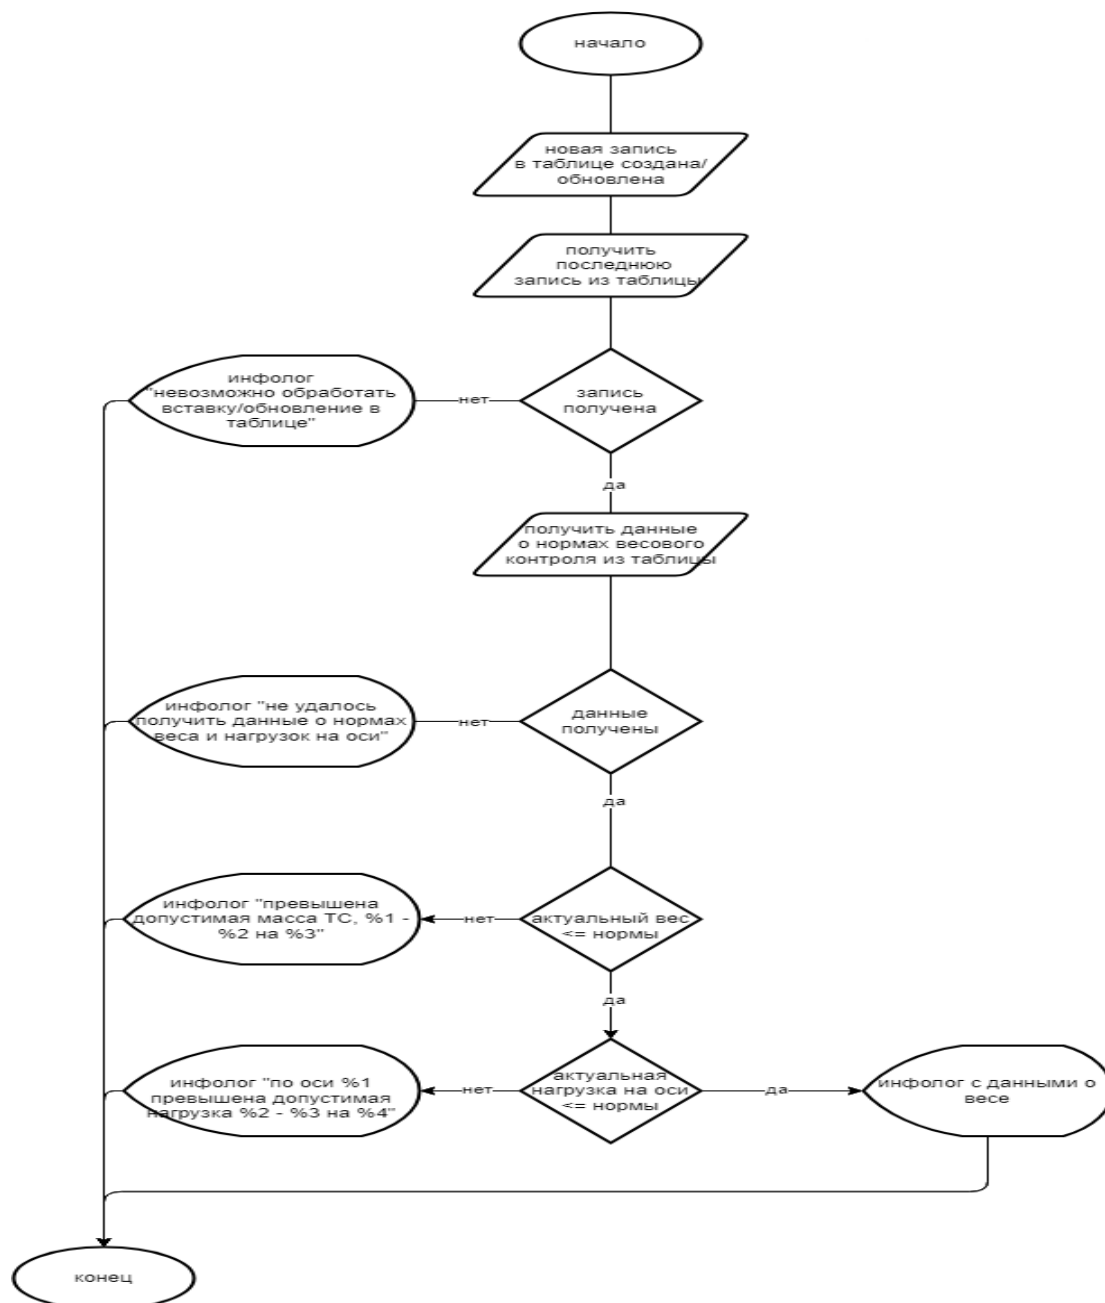 начало
новая запись
в таблице создана/
обновлена
получить
последнюю
запись из таблицы
инфолог
"невозможно обработать
вставку/обновление в
таблице"
нет
запись
получена
да
получить данные
о нормах весового
контроля из таблицы
инфолог "не удалось
получить данные о нормах
веса и нагрузок на оси"
нет
данные
получены
да
инфолог "превышена
допустимая масса ТС, %1 -
%2 на %3"
нет
актуальный вес
<= нормы
да
инфолог "по оси %1
превышена допустимая
нагрузка %2 - %3 на %4"
нет
актуальная
нагрузка на оси
<= нормы
да
инфолог с данными о
весе
конец